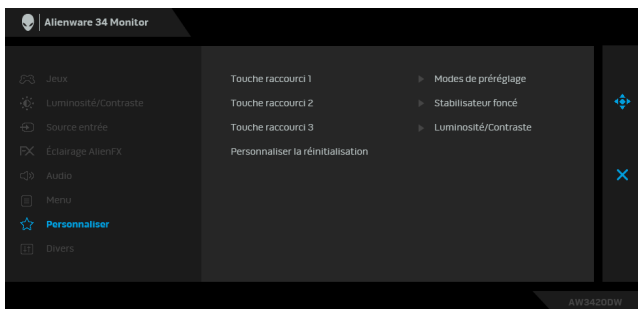 Alienware 34 Monitor
Jeux
Luminosité/Contraste
Source entrée
FX Éclairage AlienFX
Audio
Menu
Personnaliser
Divers
Touche raccourci 1 Modes de préréglage
Touche raccourci 2 Stabilisateur foncé
Touche raccourci 3 Luminosité/Contraste
Personnaliser la réinitialisation
AW3420DW